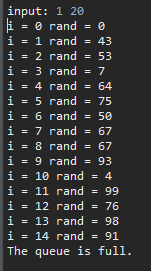 input: 1 20
i = 0 rand = 0
i = 1 rand = 43
i = 2 rand = 53
i = 3 rand = 7
i = 4 rand = 64
i = 5 rand = 75
i = 6 rand = 50
i = 7 rand = 67
i = 8 rand = 67
i = 9 rand = 93
i = 10 rand = 4
i = 11 rand = 99
i = 12 rand = 76
i = 13 rand = 98
i = 14 rand = 91
The queue is full.